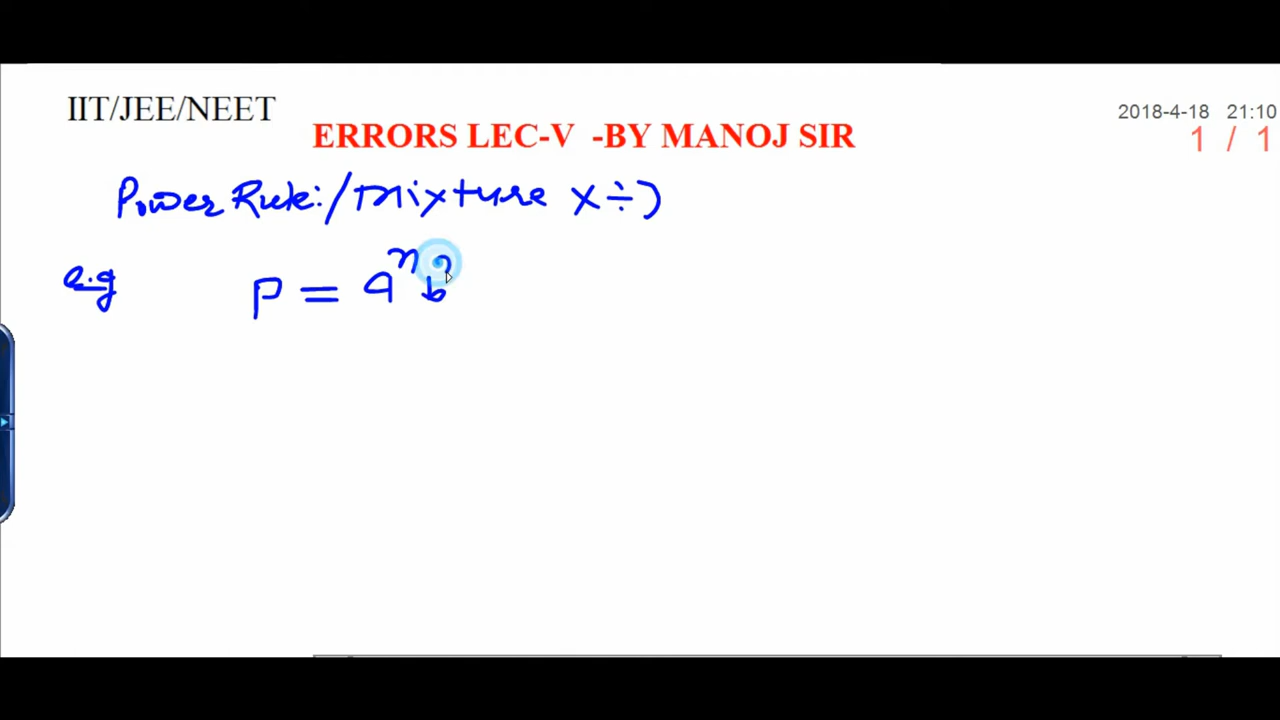 IIT/JEE/NEET
2018-4-18 21:10
ERRORS LEC-V -BY MANOJ SIR
1 / 1
Power Rule:/mixture x÷)
e.g P = a^n b